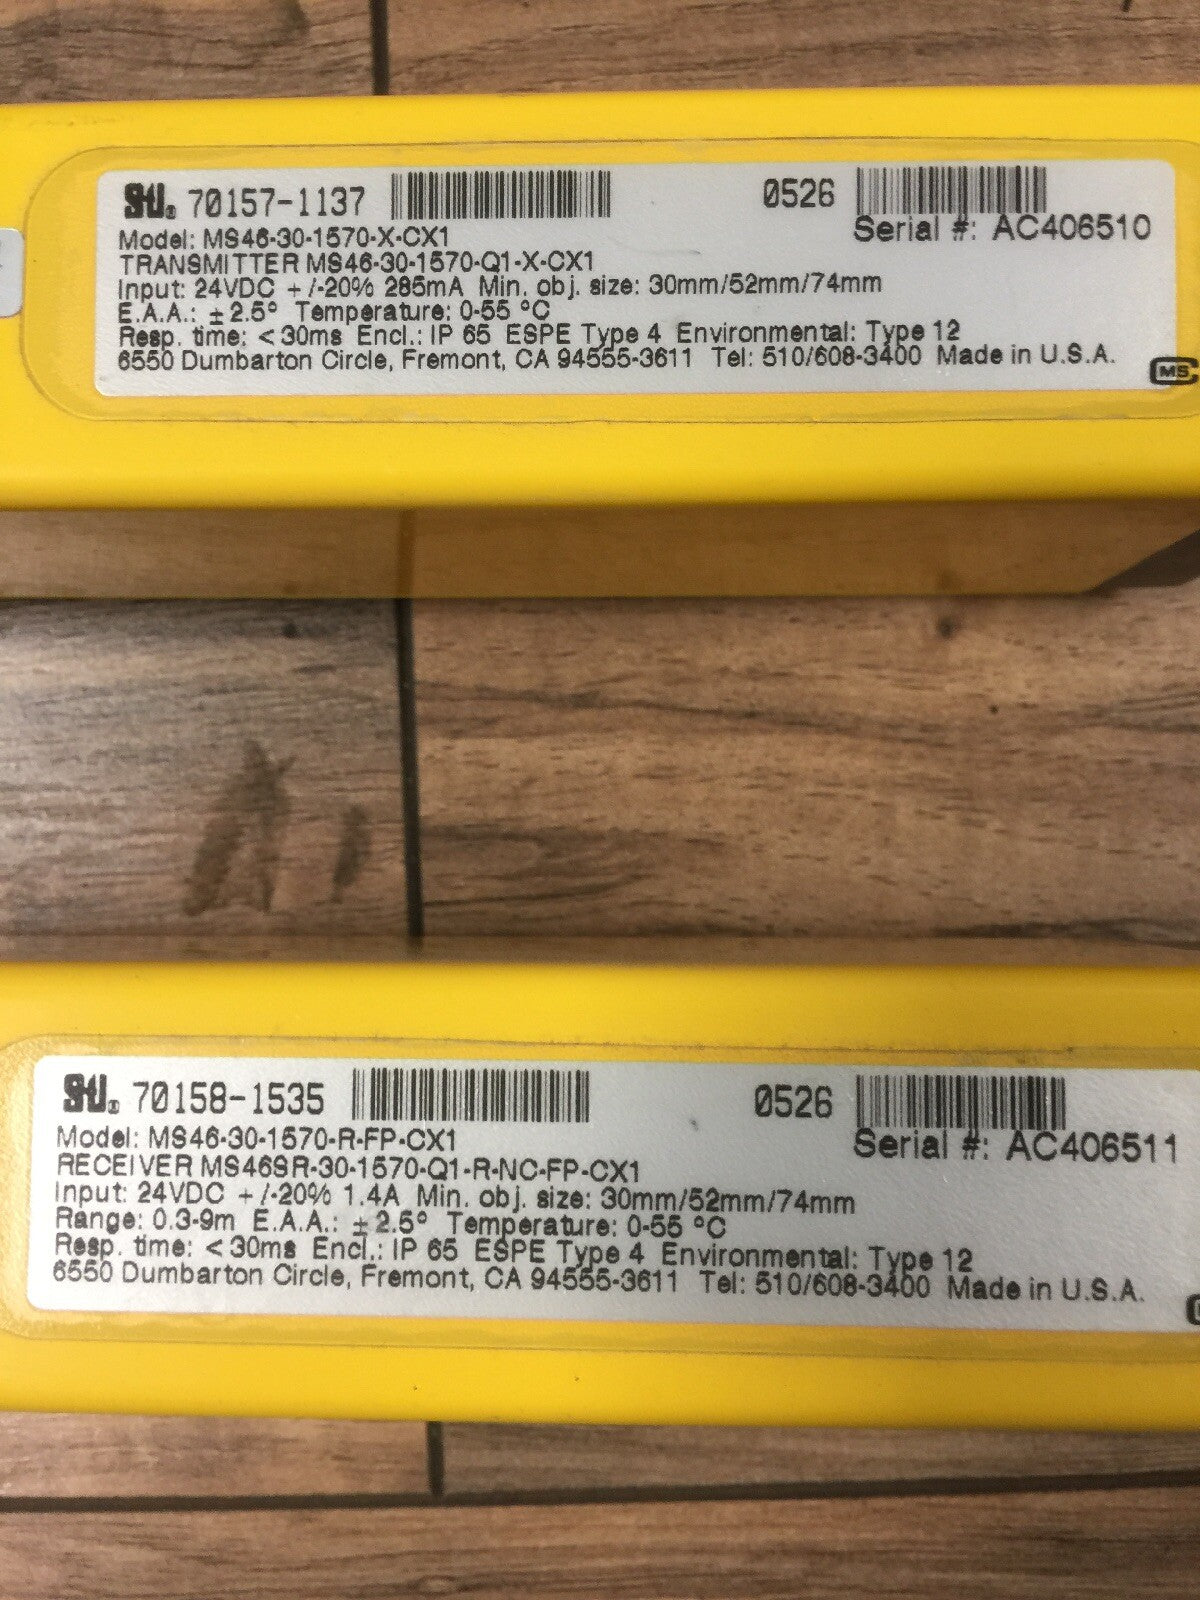 STI® 70157-1137 0526
Serial #: AC406510
Model: MS46-30-1570-X-CX1
TRANSMITTER MS46-30-1570-Q1-X-CX1
Input: 24VDC +/-20% 285mA Min. obj. size: 30mm/52mm/74mm
E.A.A.: ±2.5° Temperature: 0-55 °C
Resp. time: <30ms Encl.: IP 65 ESPE Type 4 Environmental: Type 12
6550 Dumbarton Circle, Fremont, CA 94555-3611 Tel: 510/608-3400 Made in U.S.A.
MS
STI® 70158-1535 0526
Serial #: AC406511
Model: MS46-30-1570-R-FP-CX1
RECEIVER MS46SR-30-1570-Q1-R-NC-FP-CX1
Input: 24VDC +/-20% 1.4A Min. obj. size: 30mm/52mm/74mm
Range: 0.3-9m E.A.A.: ±2.5° Temperature: 0-55 °C
Resp. time: <30ms Encl.: IP 65 ESPE Type 4 Environmental: Type 12
6550 Dumbarton Circle, Fremont, CA 94555-3611 Tel: 510/608-3400 Made in U.S.A.